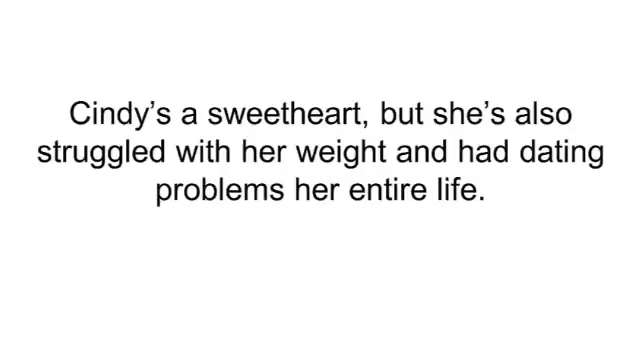 Cindy’s a sweetheart, but she’s also
struggled with her weight and had dating
problems her entire life.